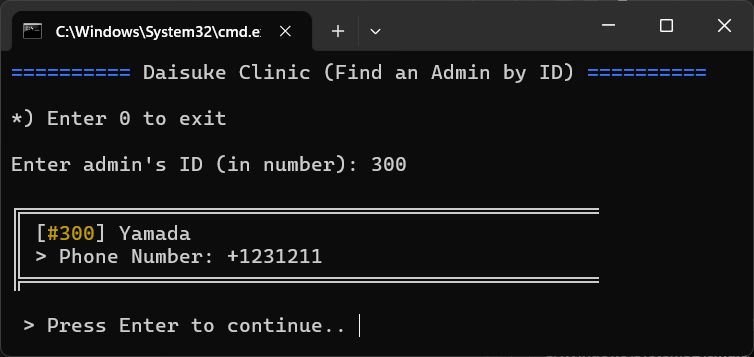 C:\Windows\System32\cmd.e
========== Daisuke Clinic (Find an Admin by ID) ==========
*) Enter 0 to exit
Enter admin's ID (in number): 300
[#300] Yamada
> Phone Number: +1231211
> Press Enter to continue..